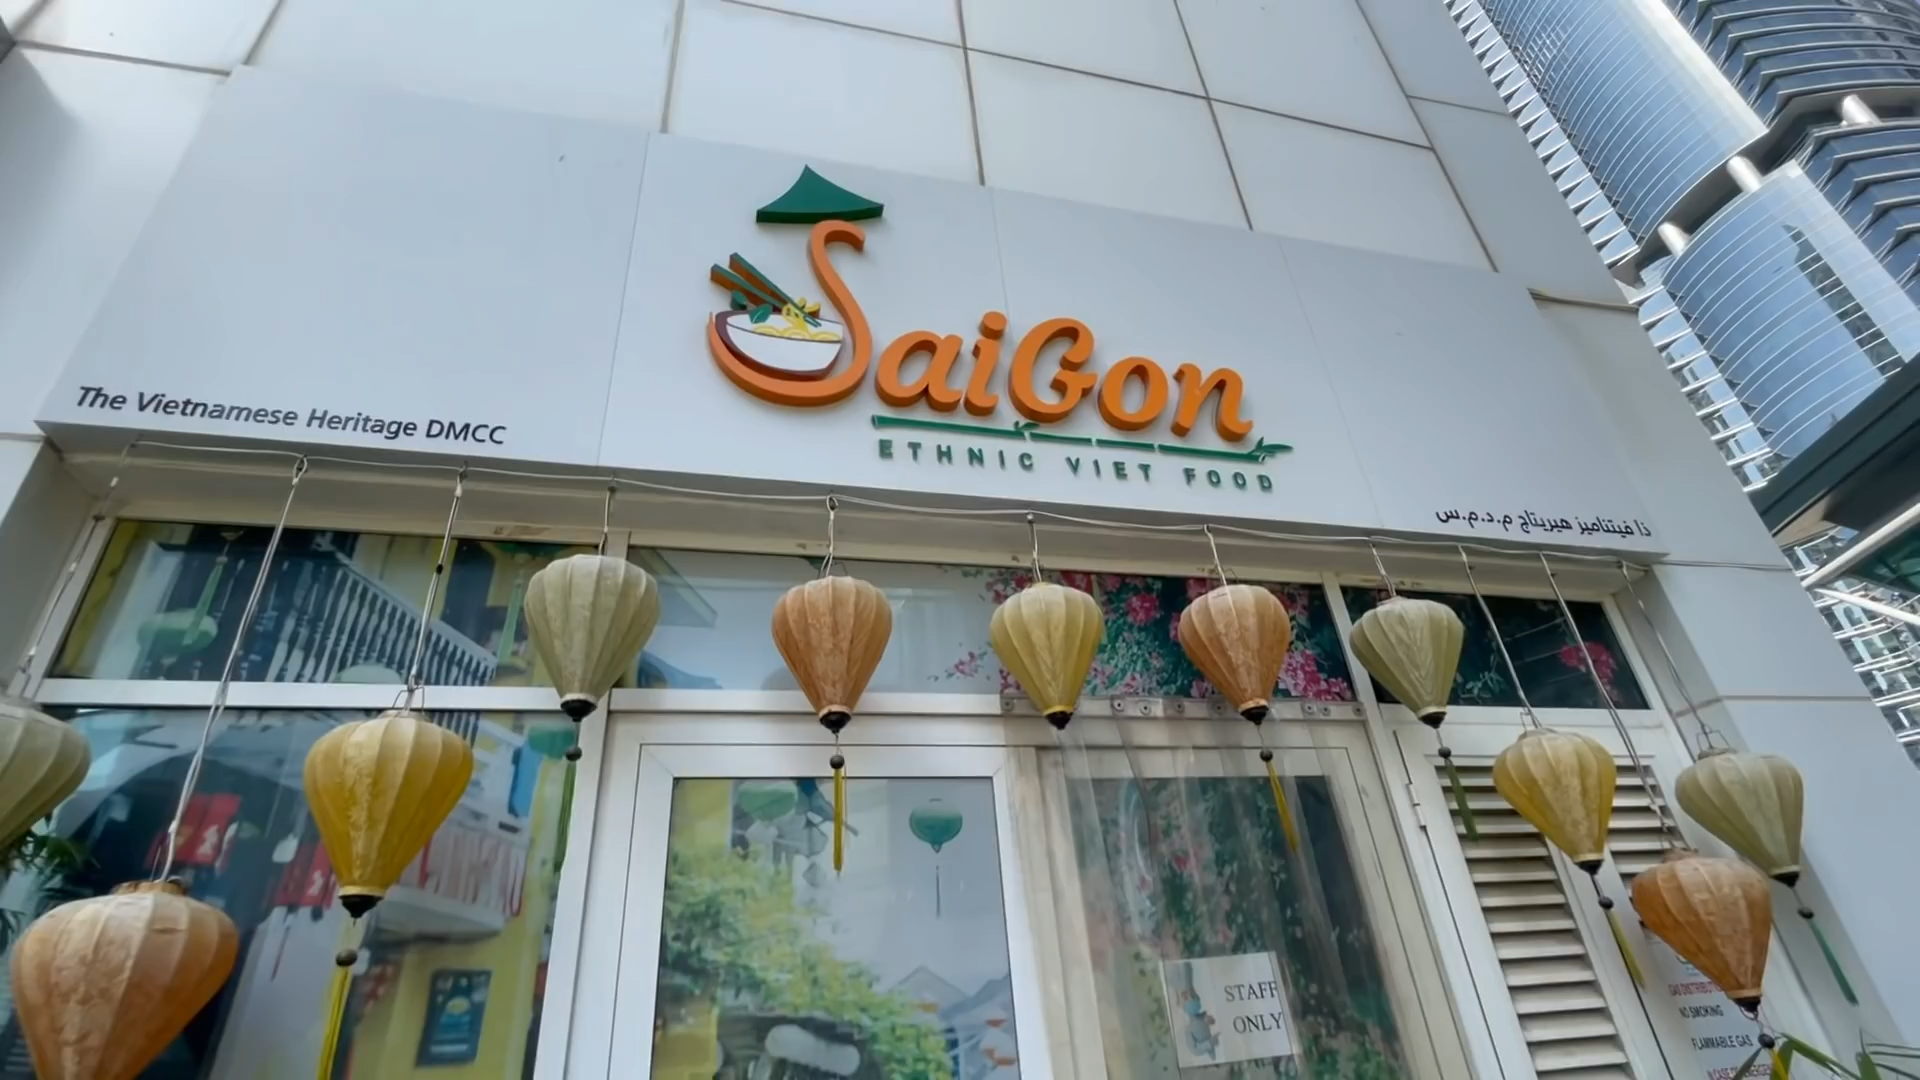 SaiGon
ETHNIC VIET FOOD
The Vietnamese Heritage DMCC
ذا فيتناميز هيريتاج م.د.م.س
STAFF
ONLY
NO SMOKING
FLAMMABLE GAS